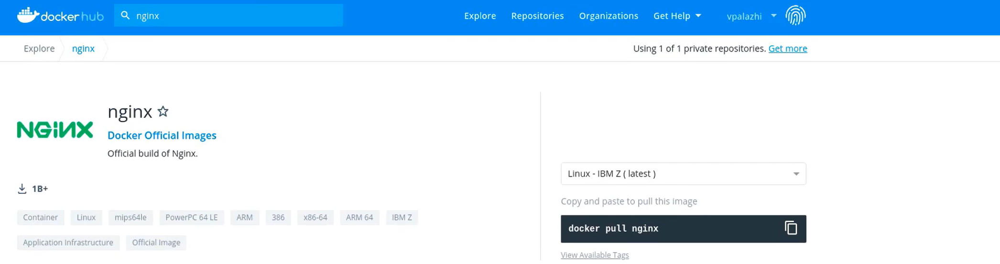 docker hub
nginx
Explore Repositories Organizations Get Help vpalazhi
Explore nginx
Using 1 of 1 private repositories. Get more
NGINX
nginx
Docker Official Images
Official build of Nginx.
1B+
Container Linux mips64le PowerPC 64 LE ARM 386 x86-64 ARM 64 IBM Z
Application Infrastructure Official Image
Linux - IBM Z ( latest )
Copy and paste to pull this image
docker pull nginx
View Available Tags